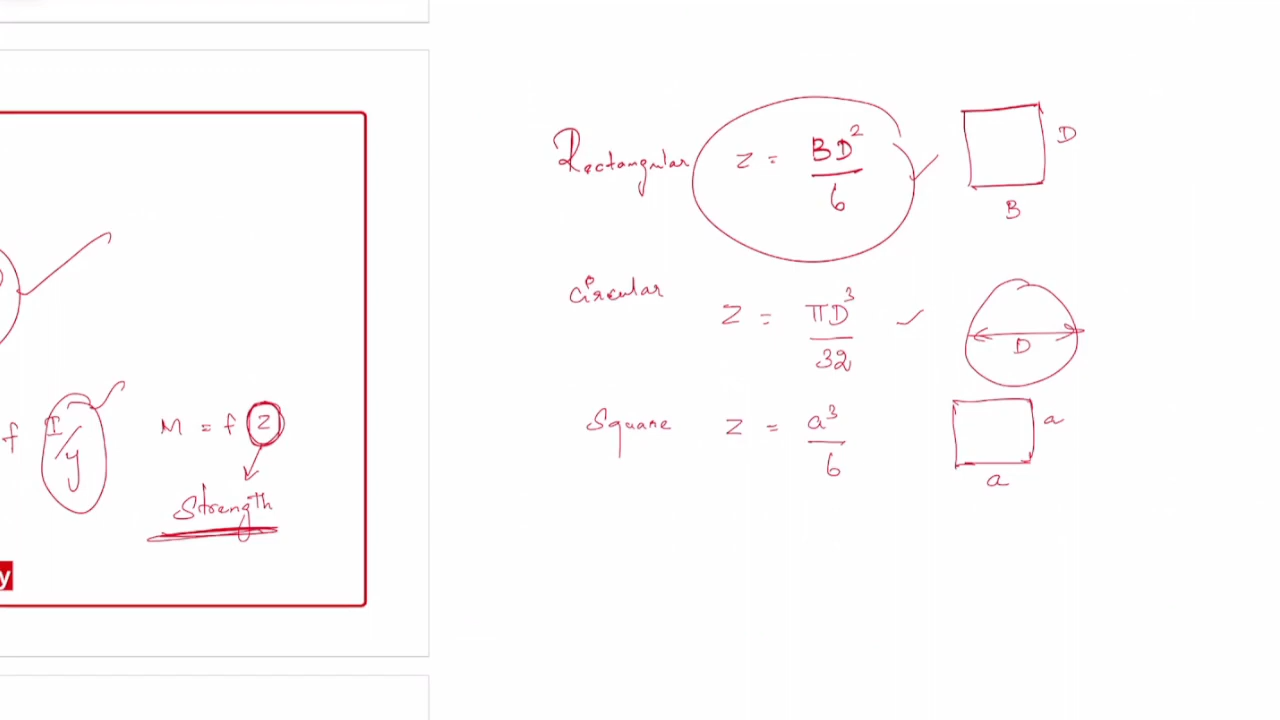 Rectangular Z = BD²/6
D
B
Circular Z = πD³/32
D
Square Z = a³/6
a
a
f I/y
M = f Z
Strength
y